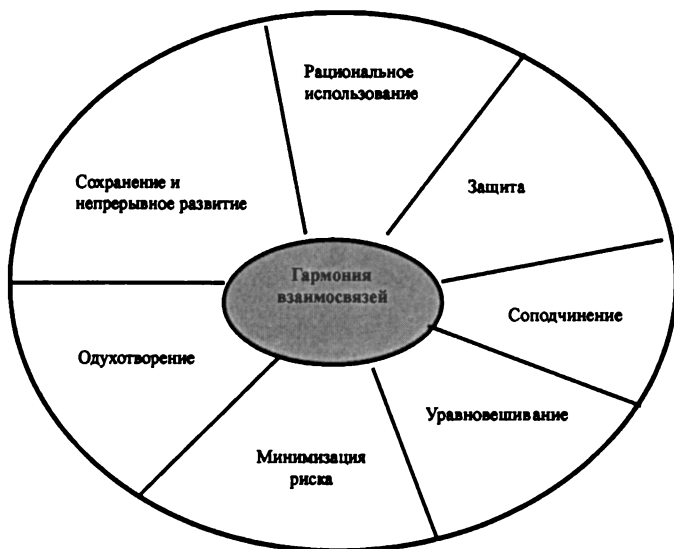 Рациональное
использование
Защита
Сохранение и
непрерывное развитие
Гармония
взаимосвязей
Соподчинение
Одухотворение
Уравновешивание
Минимизация
риска